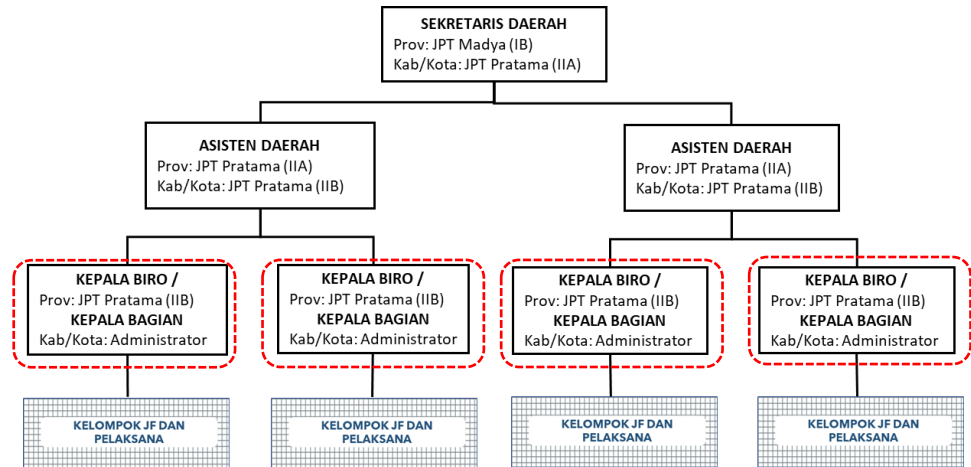 SEKRETARIS DAERAH
Prov: JPT Madya (IB)
Kab/Kota: JPT Pratama (IIA)
ASISTEN DAERAH
Prov: JPT Pratama (IIA)
Kab/Kota: JPT Pratama (IIB)
ASISTEN DAERAH
Prov: JPT Pratama (IIA)
Kab/Kota: JPT Pratama (IIB)
KEPALA BIRO /
Prov: JPT Pratama (IIB)
KEPALA BAGIAN
Kab/Kota: Administrator
KEPALA BIRO /
Prov: JPT Pratama (IIB)
KEPALA BAGIAN
Kab/Kota: Administrator
KEPALA BIRO /
Prov: JPT Pratama (IIB)
KEPALA BAGIAN
Kab/Kota: Administrator
KEPALA BIRO /
Prov: JPT Pratama (IIB)
KEPALA BAGIAN
Kab/Kota: Administrator
KELOMPOK JF DAN
PELAKSANA
KELOMPOK JF DAN
PELAKSANA
KELOMPOK JF DAN
PELAKSANA
KELOMPOK JF DAN
PELAKSANA